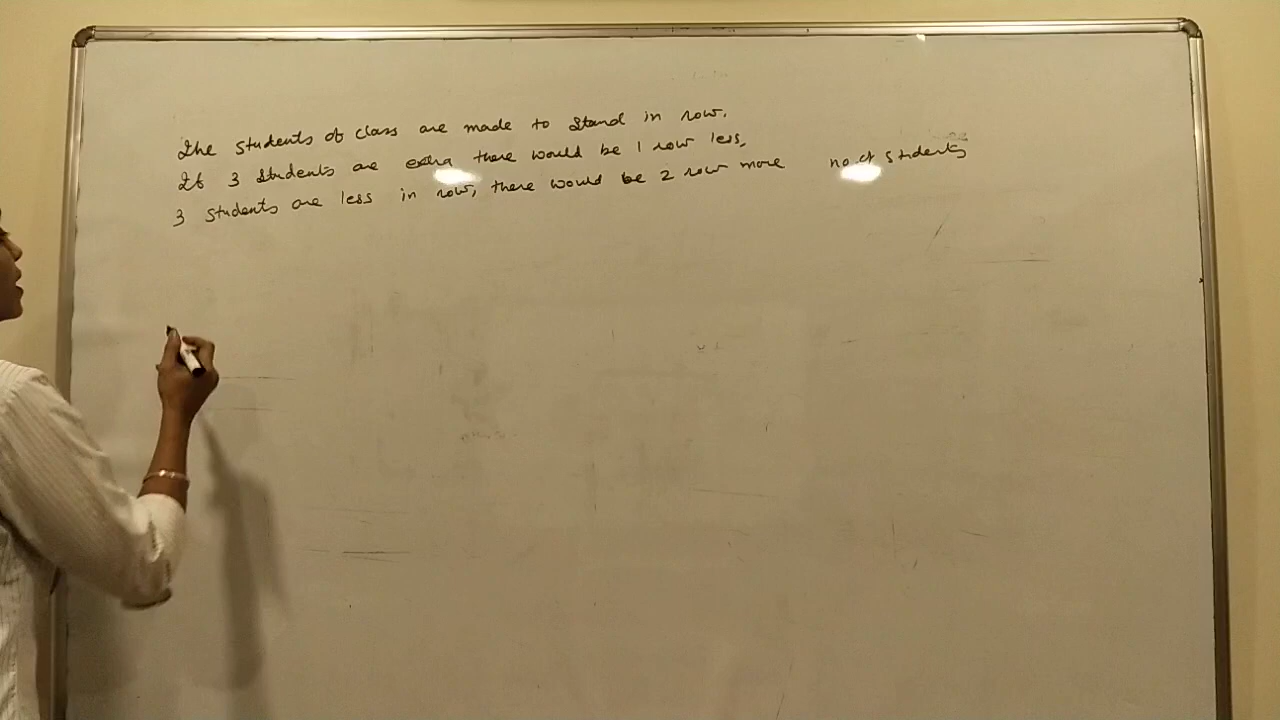 The students of class are made to stand in row.
If 3 students are extra there would be 1 row less,
3 students are less in row, there would be 2 row more no of students